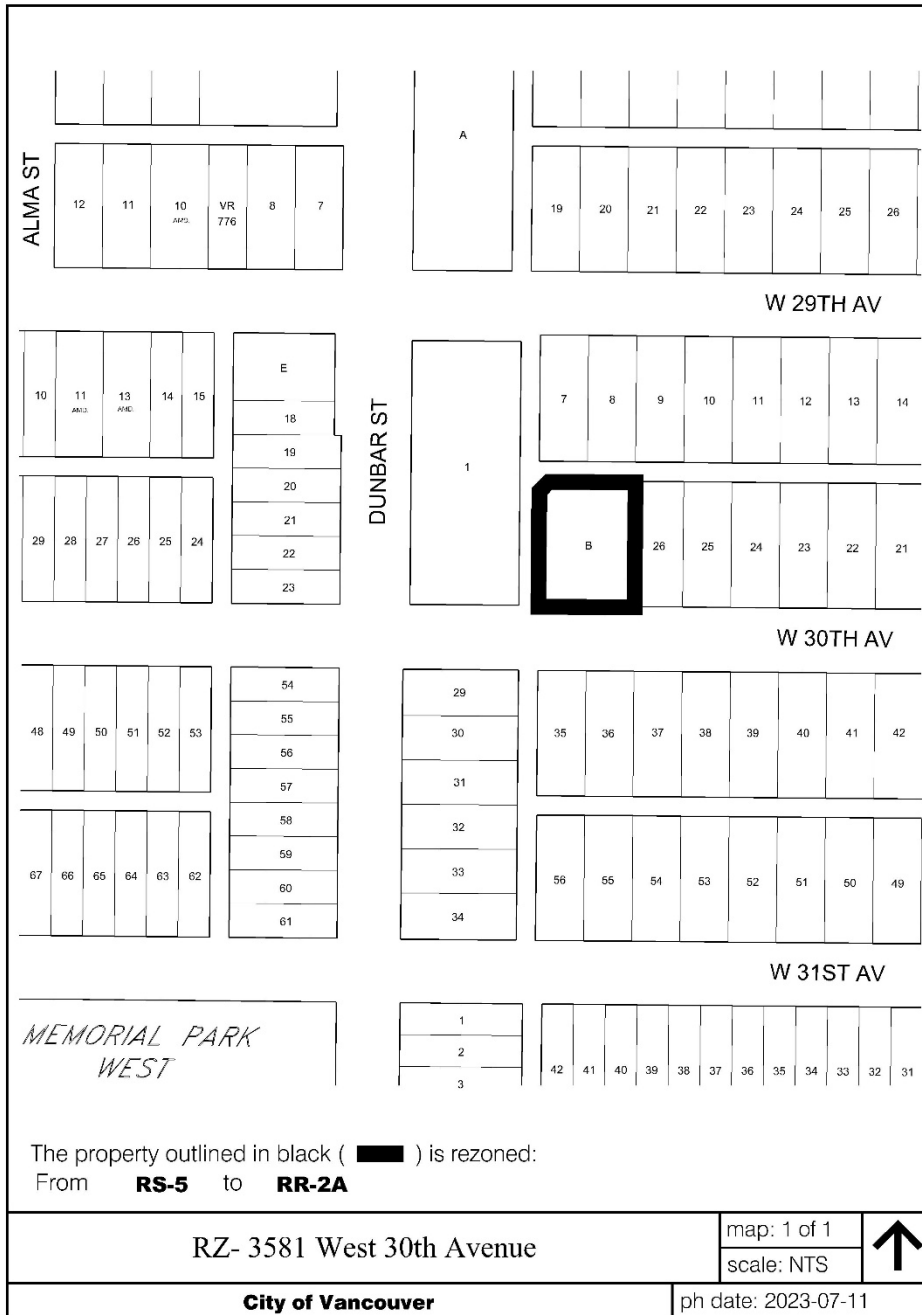 A
ALMA ST
12 11 10 AMD. VR 776 8 7
19 20 21 22 23 24 25 26
W 29TH AV
10 11 AMD. 13 AMD. 14 15
E
18
19
20
21
22
23
DUNBAR ST
1
7 8 9 10 11 12 13 14
29 28 27 26 25 24
B 26 25 24 23 22 21
W 30TH AV
48 49 50 51 52 53
54
55
56
57
58
59
60
61
29
30
31
32
33
34
35 36 37 38 39 40 41 42
67 66 65 64 63 62
56 55 54 53 52 51 50 49
W 31ST AV
MEMORIAL PARK
WEST
1
2
3
42 41 40 39 38 37 36 35 34 33 32 31
The property outlined in black ( ) is rezoned:
From RS-5 to RR-2A
RZ- 3581 West 30th Avenue
map: 1 of 1
scale: NTS
City of Vancouver
ph date: 2023-07-11